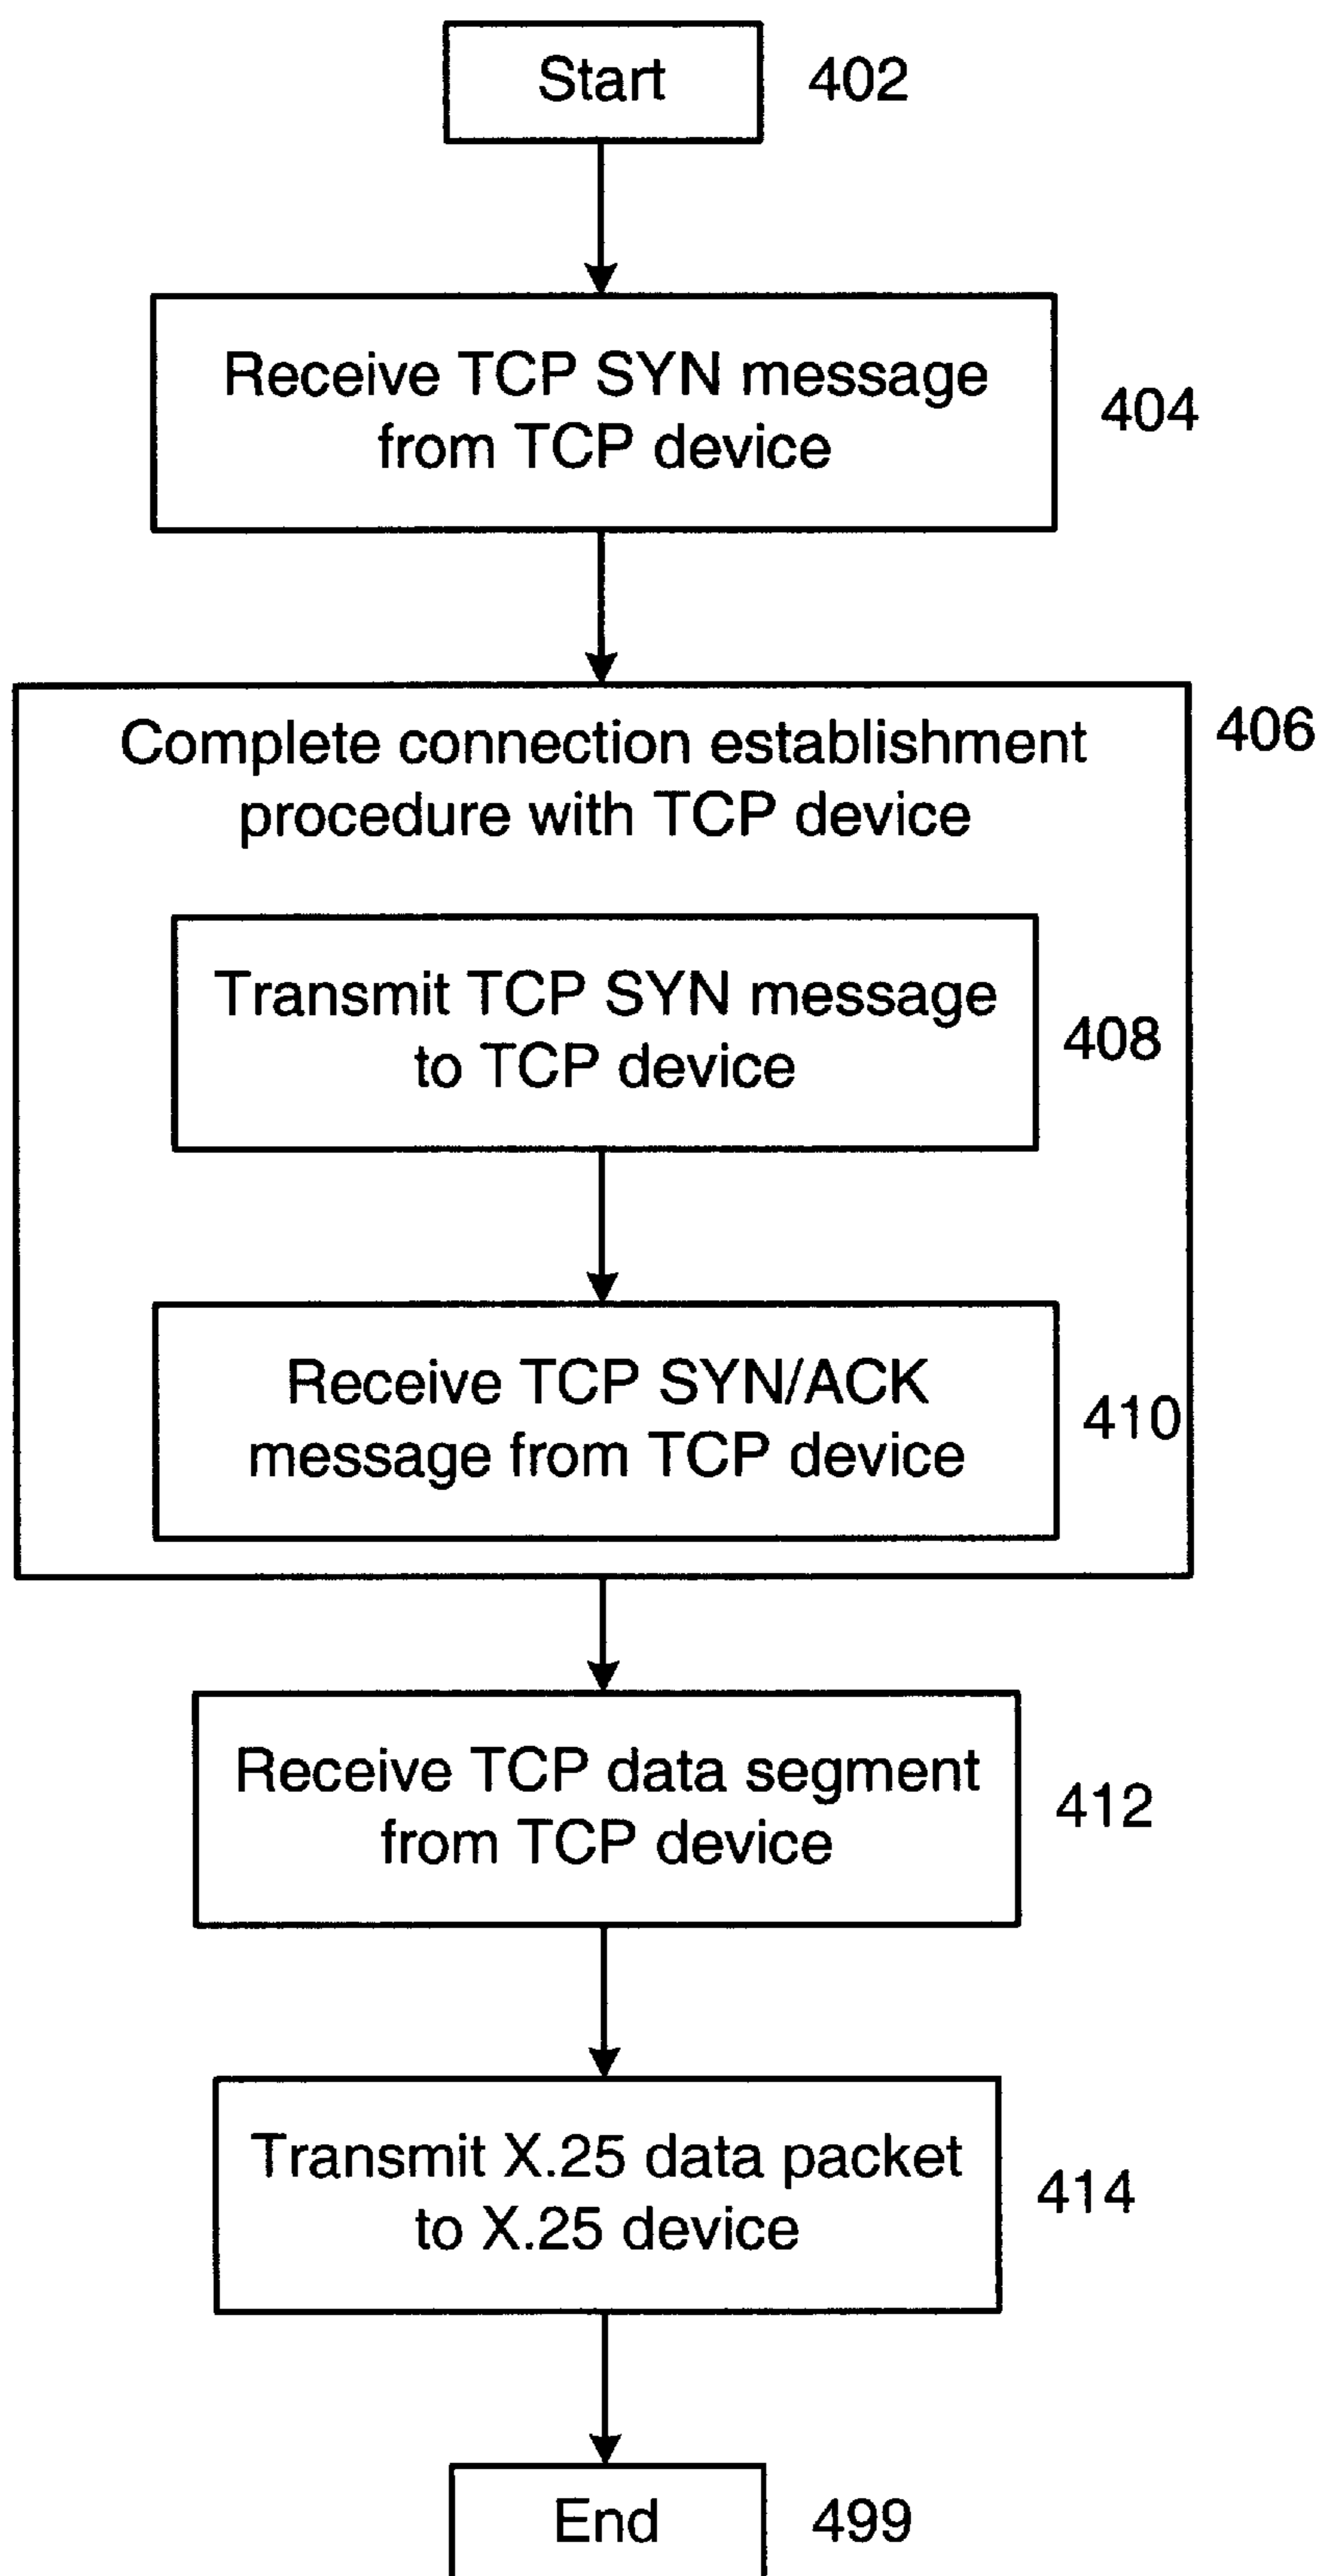 Start
402
Receive TCP SYN message
from TCP device
404
Complete connection establishment
procedure with TCP device
406
Transmit TCP SYN message
to TCP device
408
Receive TCP SYN/ACK
message from TCP device
410
Receive TCP data segment
from TCP device
412
Transmit X.25 data packet
to X.25 device
414
End
499